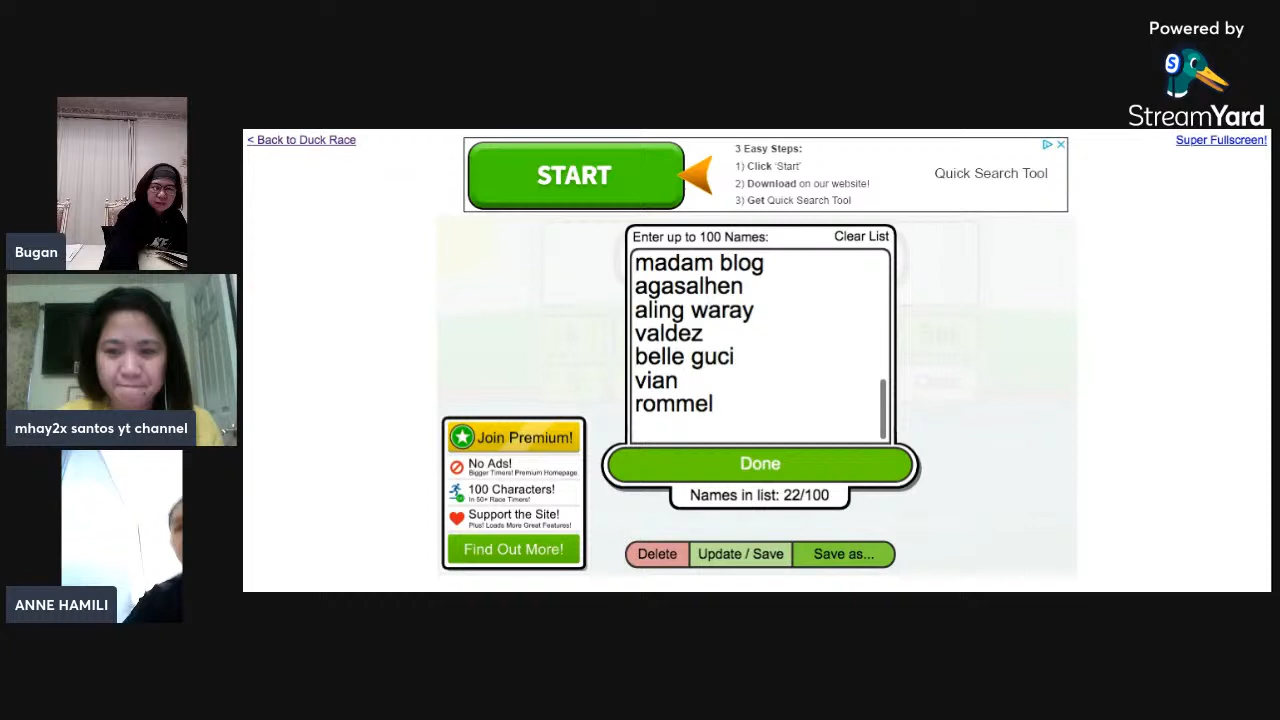 Powered by
StreamYard
< Back to Duck Race
Super Fullscreen!
START
3 Easy Steps:
1) Click 'Start'
2) Download on our website!
3) Get Quick Search Tool
Quick Search Tool
Enter up to 100 Names:
Clear List
madam blog
agasalhen
aling waray
valdez
belle guci
vian
rommel
Done
Names in list: 22/100
Delete
Update / Save
Save as...
Join Premium!
No Ads!
Bigger Timers! Premium Homepage.
100 Characters!
In 50+ Race Timers!
Support the Site!
Plus! Loads More Great Features!
Find Out More!
Bugan
mhay2x santos yt channel
ANNE HAMILI